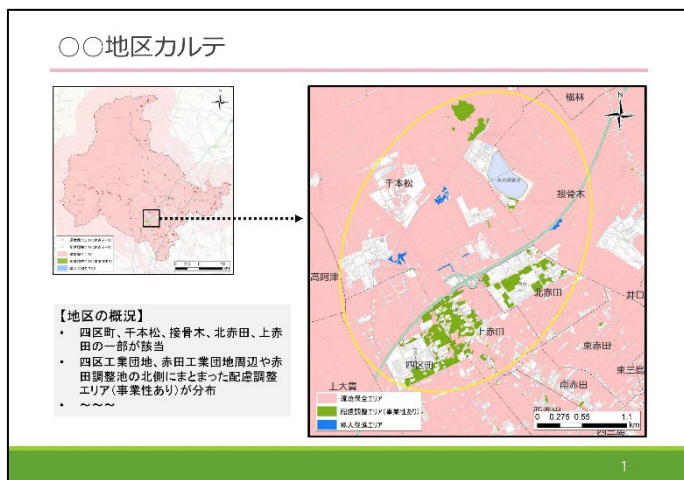 ○○地区カルテ
N
【地区の概況】
・ 四区町、千本松、接骨木、北赤田、上赤
田の一部が該当
・ 四区工業団地、赤田工業団地周辺や赤
田調整池の北側にまとまった配慮調整
エリア(事業性あり)が分布
・ ~~~
横林
N
千本松
接骨木
高阿津
北赤田
井口
上赤田
東赤田
四区町
東三島
南赤田
上大貫
環境保全エリア
配慮調整エリア(事業性あり)
導入促進エリア
0 0.275 0.55 1.1
km
四三島
1